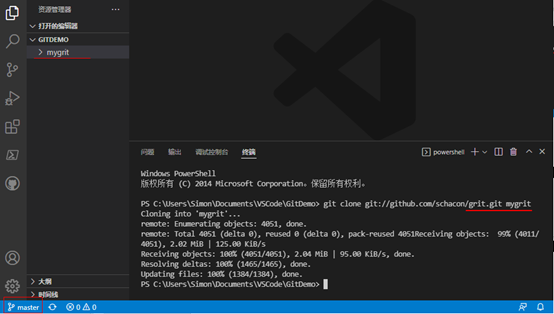 资源管理器
打开的编辑器
GITDEMO
mygrit
问题 输出 调试控制台 终端
powershell
Windows PowerShell
版权所有 (C) 2014 Microsoft Corporation。保留所有权利。
PS C:\Users\Simon\Documents\VSCode\GitDemo> git clone git://github.com/schacon/grit.git mygrit
Cloning into 'mygrit'...
remote: Enumerating objects: 4051, done.
remote: Total 4051 (delta 0), reused 0 (delta 0), pack-reused 4051Receiving objects:  99% (4011/
4051), 2.02 MiB | 125.00 KiB/s
Receiving objects: 100% (4051/4051), 2.04 MiB | 95.00 KiB/s, done.
Resolving deltas: 100% (1465/1465), done.
Updating files: 100% (1384/1384), done.
PS C:\Users\Simon\Documents\VSCode\GitDemo>
大纲
时间线
master
0 0